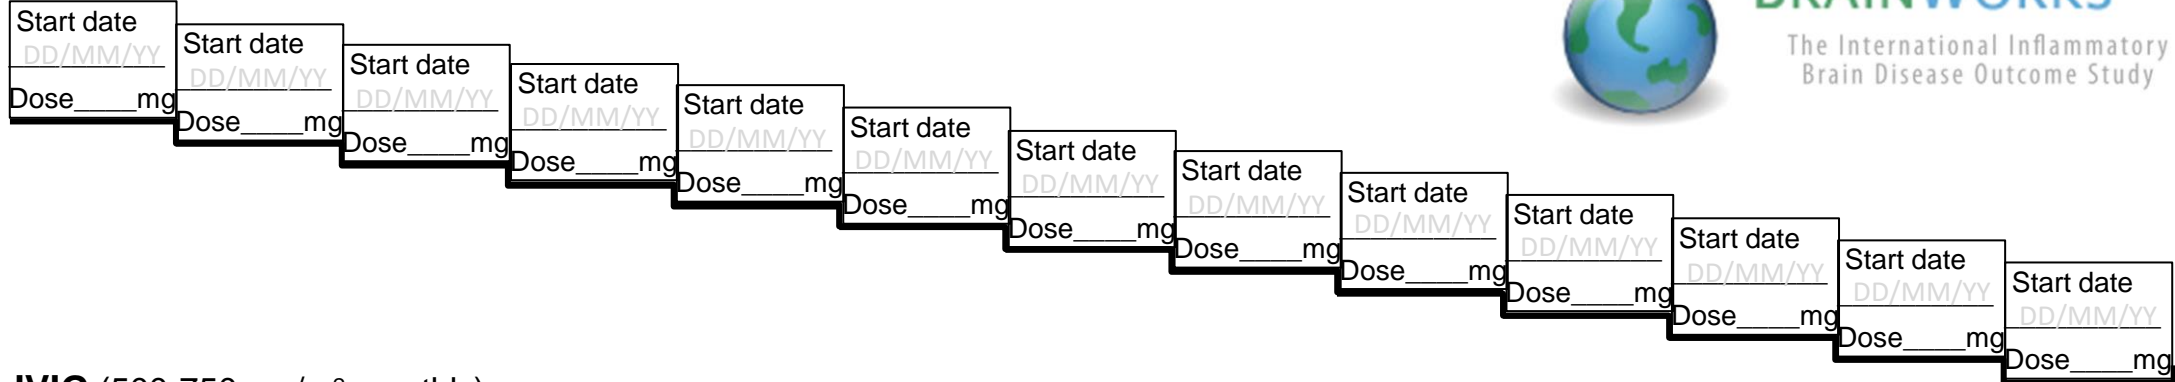 BRAINWORKS
The International Inflammatory
Brain Disease Outcome Study
Start date
DD/MM/YY
Dose____mg
Start date
DD/MM/YY
Dose____mg
Start date
DD/MM/YY
Dose____mg
Start date
DD/MM/YY
Dose____mg
Start date
DD/MM/YY
Dose____mg
Start date
DD/MM/YY
Dose____mg
Start date
DD/MM/YY
Dose____mg
Start date
DD/MM/YY
Dose____mg
Start date
DD/MM/YY
Dose____mg
Start date
DD/MM/YY
Dose____mg
Start date
DD/MM/YY
Dose____mg
Start date
DD/MM/YY
Dose____mg
Start date
DD/MM/YY
Dose____mg